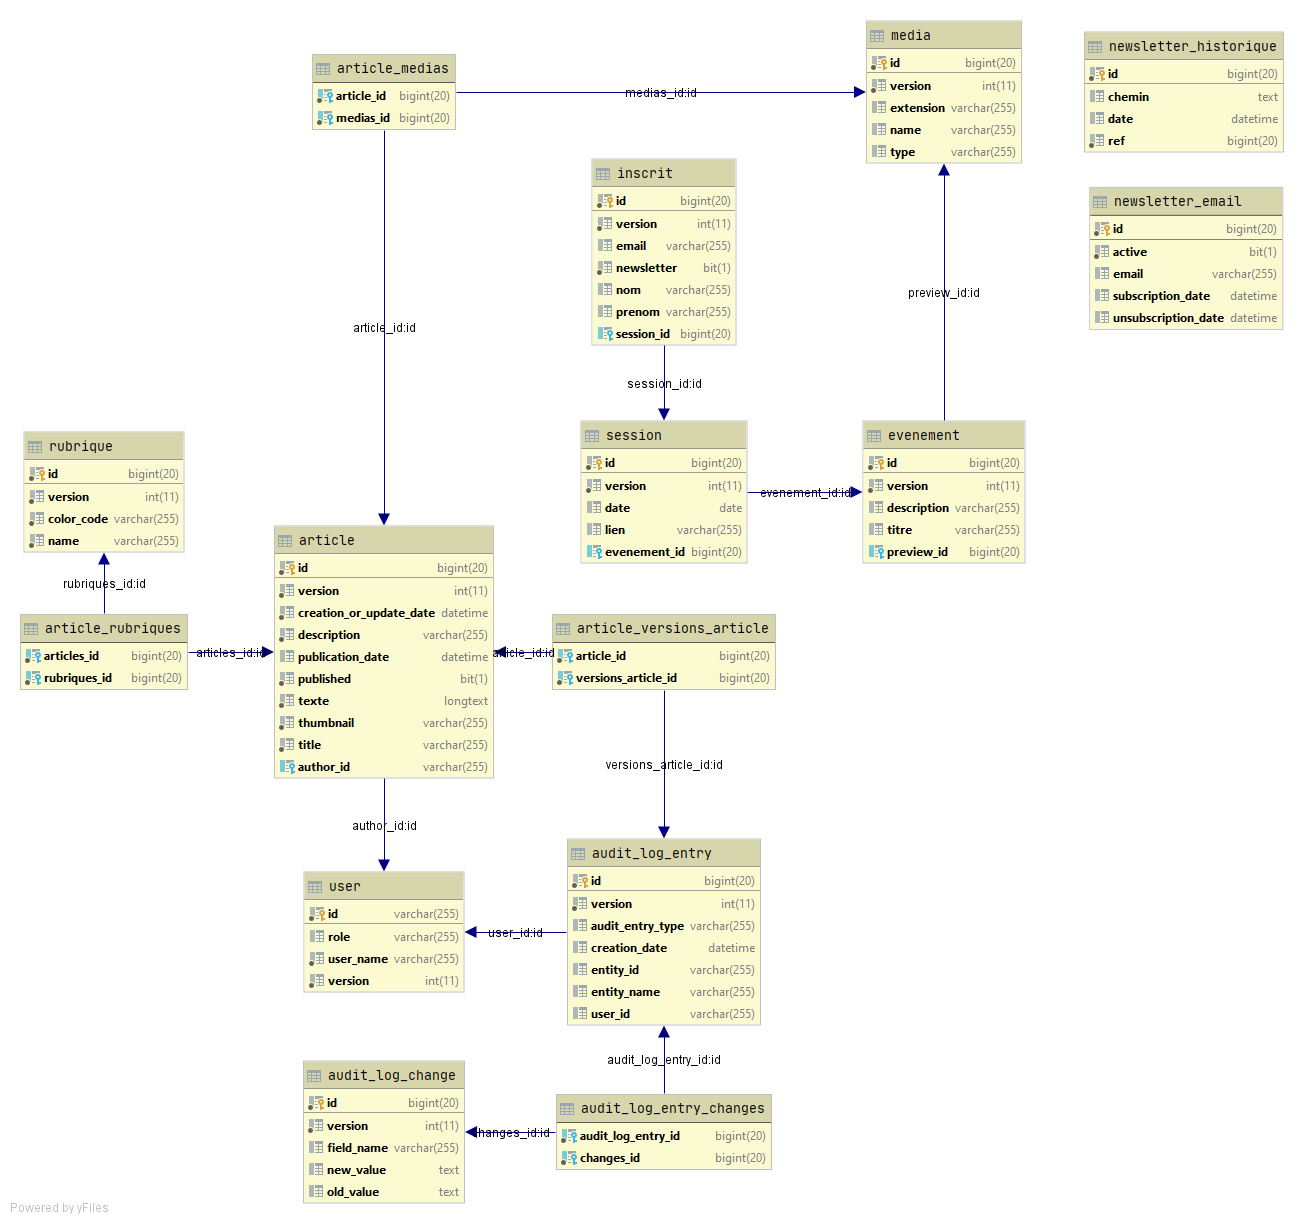 article_medias
article_id bigint(20)
medias_id bigint(20)
medias_id:id
media
id bigint(20)
version int(11)
extension varchar(255)
name varchar(255)
type varchar(255)
newsletter_historique
id bigint(20)
chemin text
date datetime
ref bigint(20)
inscrit
id bigint(20)
version int(11)
email varchar(255)
newsletter bit(1)
nom varchar(255)
prenom varchar(255)
session_id bigint(20)
newsletter_email
id bigint(20)
active bit(1)
email varchar(255)
subscription_date datetime
unsubscription_date datetime
article_id:id
preview_id:id
session_id:id
rubrique
id bigint(20)
version int(11)
color_code varchar(255)
name varchar(255)
session
id bigint(20)
version int(11)
date date
lien varchar(255)
evenement_id bigint(20)
evenement_id:id
evenement
id bigint(20)
version int(11)
description varchar(255)
titre varchar(255)
preview_id bigint(20)
rubriques_id:id
article_rubriques
articles_id bigint(20)
rubriques_id bigint(20)
articles_id:id
article
id bigint(20)
version int(11)
creation_or_update_date datetime
description varchar(255)
publication_date datetime
published bit(1)
texte longtext
thumbnail varchar(255)
title varchar(255)
author_id varchar(255)
article_id:id
article_versions_article
article_id bigint(20)
versions_article_id bigint(20)
versions_article_id:id
author_id:id
user
id varchar(255)
role varchar(255)
user_name varchar(255)
version int(11)
user_id:id
audit_log_entry
id bigint(20)
version int(11)
audit_entry_type varchar(255)
creation_date datetime
entity_id varchar(255)
entity_name varchar(255)
user_id varchar(255)
audit_log_entry_id:id
audit_log_change
id bigint(20)
version int(11)
field_name varchar(255)
new_value text
old_value text
hanges_id:id
audit_log_entry_changes
audit_log_entry_id bigint(20)
changes_id bigint(20)
Powered by yFiles